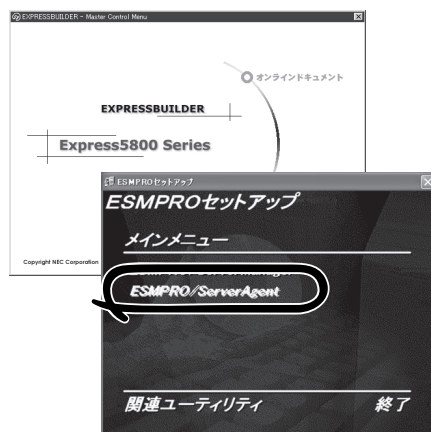 EXPRESSBUILDER - Master Control Menu
オンラインドキュメント
EXPRESSBUILDER
Express5800 Series
ESMPROセットアップ
ESMPROセットアップ
メインメニュー
Copyright NEC Corporation
ESMPRO/ServerAgent
関連ユーティリティ
終了